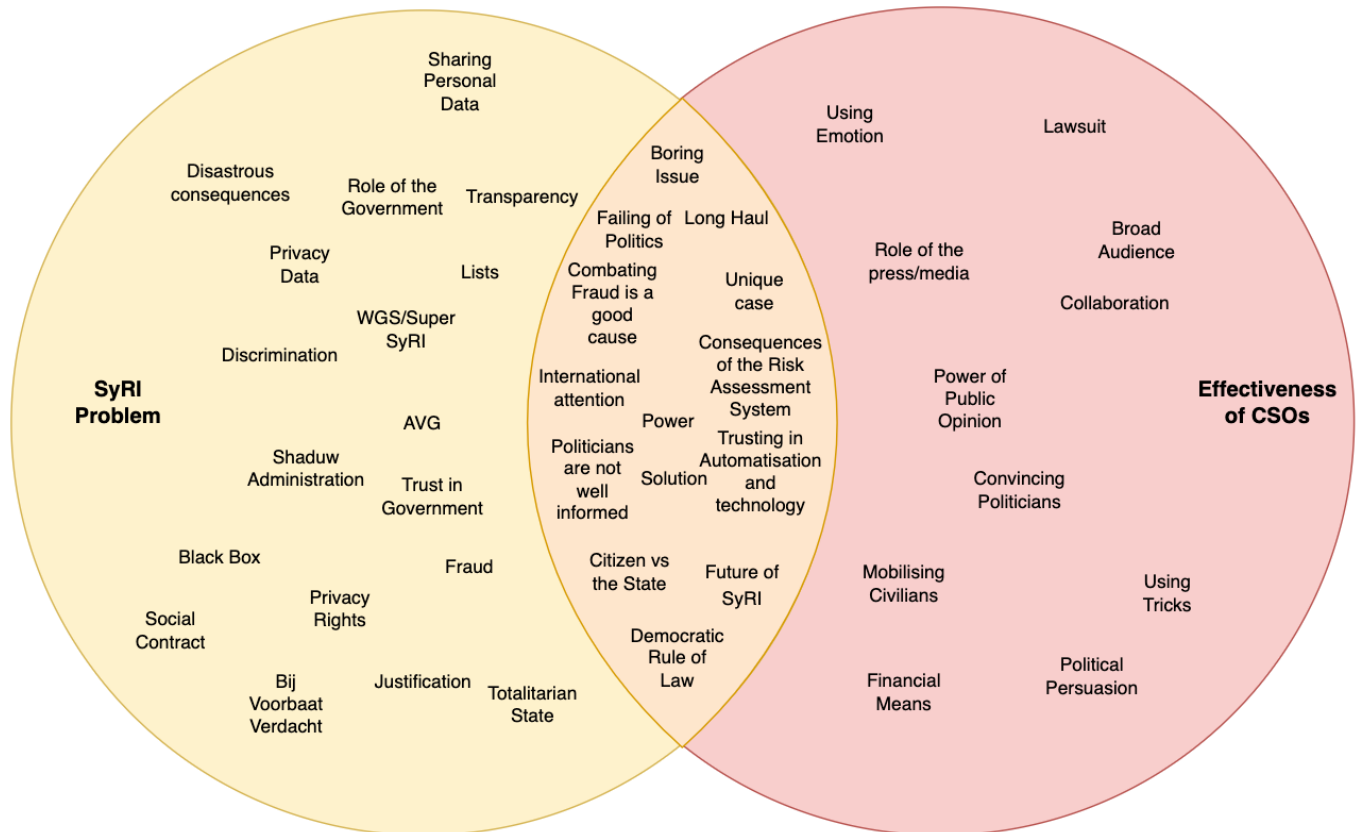 Sharing
Personal
Data
Disastrous
consequences
Role of the
Government
Transparency
Privacy
Data
Lists
WGS/Super
SyRI
Discrimination
SyRI
Problem
AVG
Shaduw
Administration
Trust in
Government
Black Box
Fraud
Privacy
Rights
Social
Contract
Bij
Voorbaat
Verdacht
Justification
Totalitarian
State
Boring
Issue
Failing of
Politics
Long Haul
Combating
Fraud is a
good
cause
Unique
case
Consequences
of the Risk
Assessment
System
International
attention
Power
Politicians
are not
well
informed
Solution
Trusting in
Automatisation
and
technology
Citizen vs
the State
Future of
SyRI
Democratic
Rule of
Law
Using
Emotion
Lawsuit
Role of the
press/media
Broad
Audience
Collaboration
Power of
Public
Opinion
Effectiveness
of CSOs
Convincing
Politicians
Mobilising
Civilians
Using
Tricks
Financial
Means
Political
Persuasion